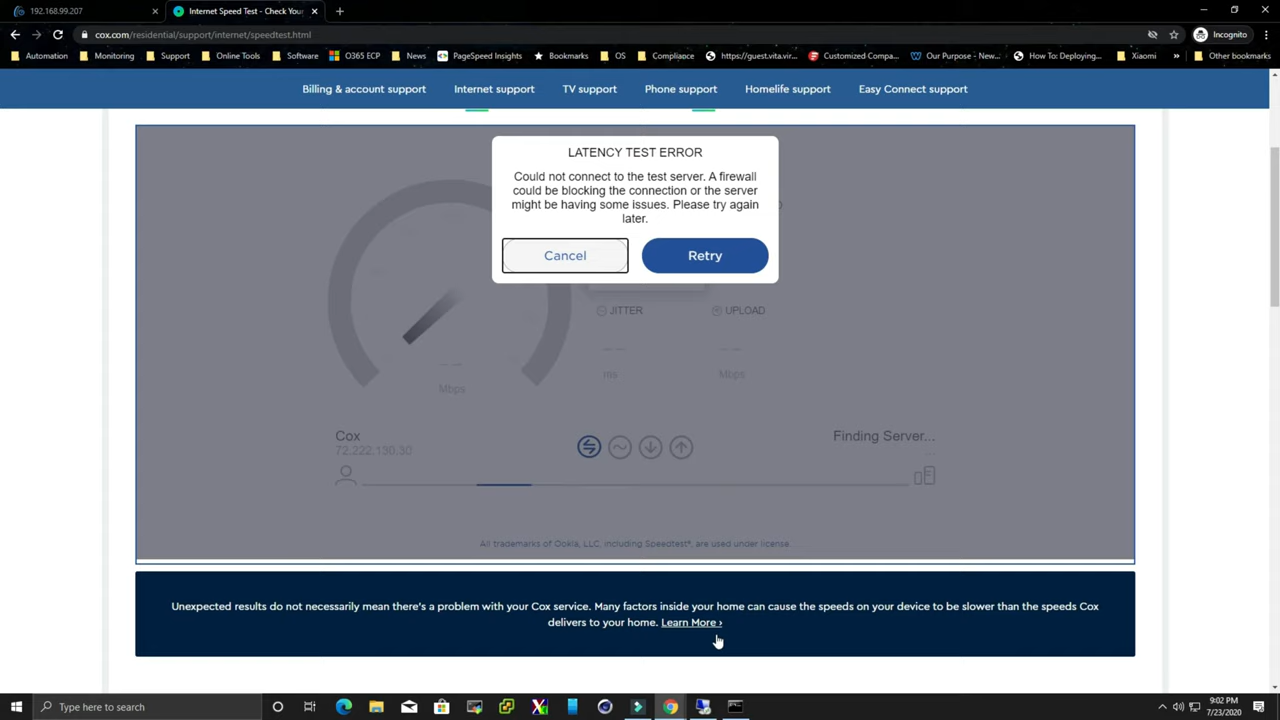 192.168.99.207
Internet Speed Test - Check Your
cox.com/residential/support/internet/speedtest.html
Incognito
Automation
Monitoring
Support
Online Tools
Software
O365 ECP
News
PageSpeed Insights
Bookmarks
OS
Compliance
https://guest.vita.vir...
Customized Compa...
Our Purpose - New...
How To: Deploying...
Xiaomi
»
Other bookmarks
Billing & account support
Internet support
TV support
Phone support
Homelife support
Easy Connect support
LATENCY TEST ERROR
Could not connect to the test server. A firewall
could be blocking the connection or the server
might be having some issues. Please try again
later.
Cancel
Retry
JITTER
UPLOAD
ms
Mbps
Mbps
Cox
72.222.130.30
Finding Server...
...
All trademarks of Ookla, LLC, including Speedtest®, are used under license.
Unexpected results do not necessarily mean there's a problem with your Cox service. Many factors inside your home can cause the speeds on your device to be slower than the speeds Cox
delivers to your home. Learn More ›
Type here to search
9:02 PM
7/23/2020